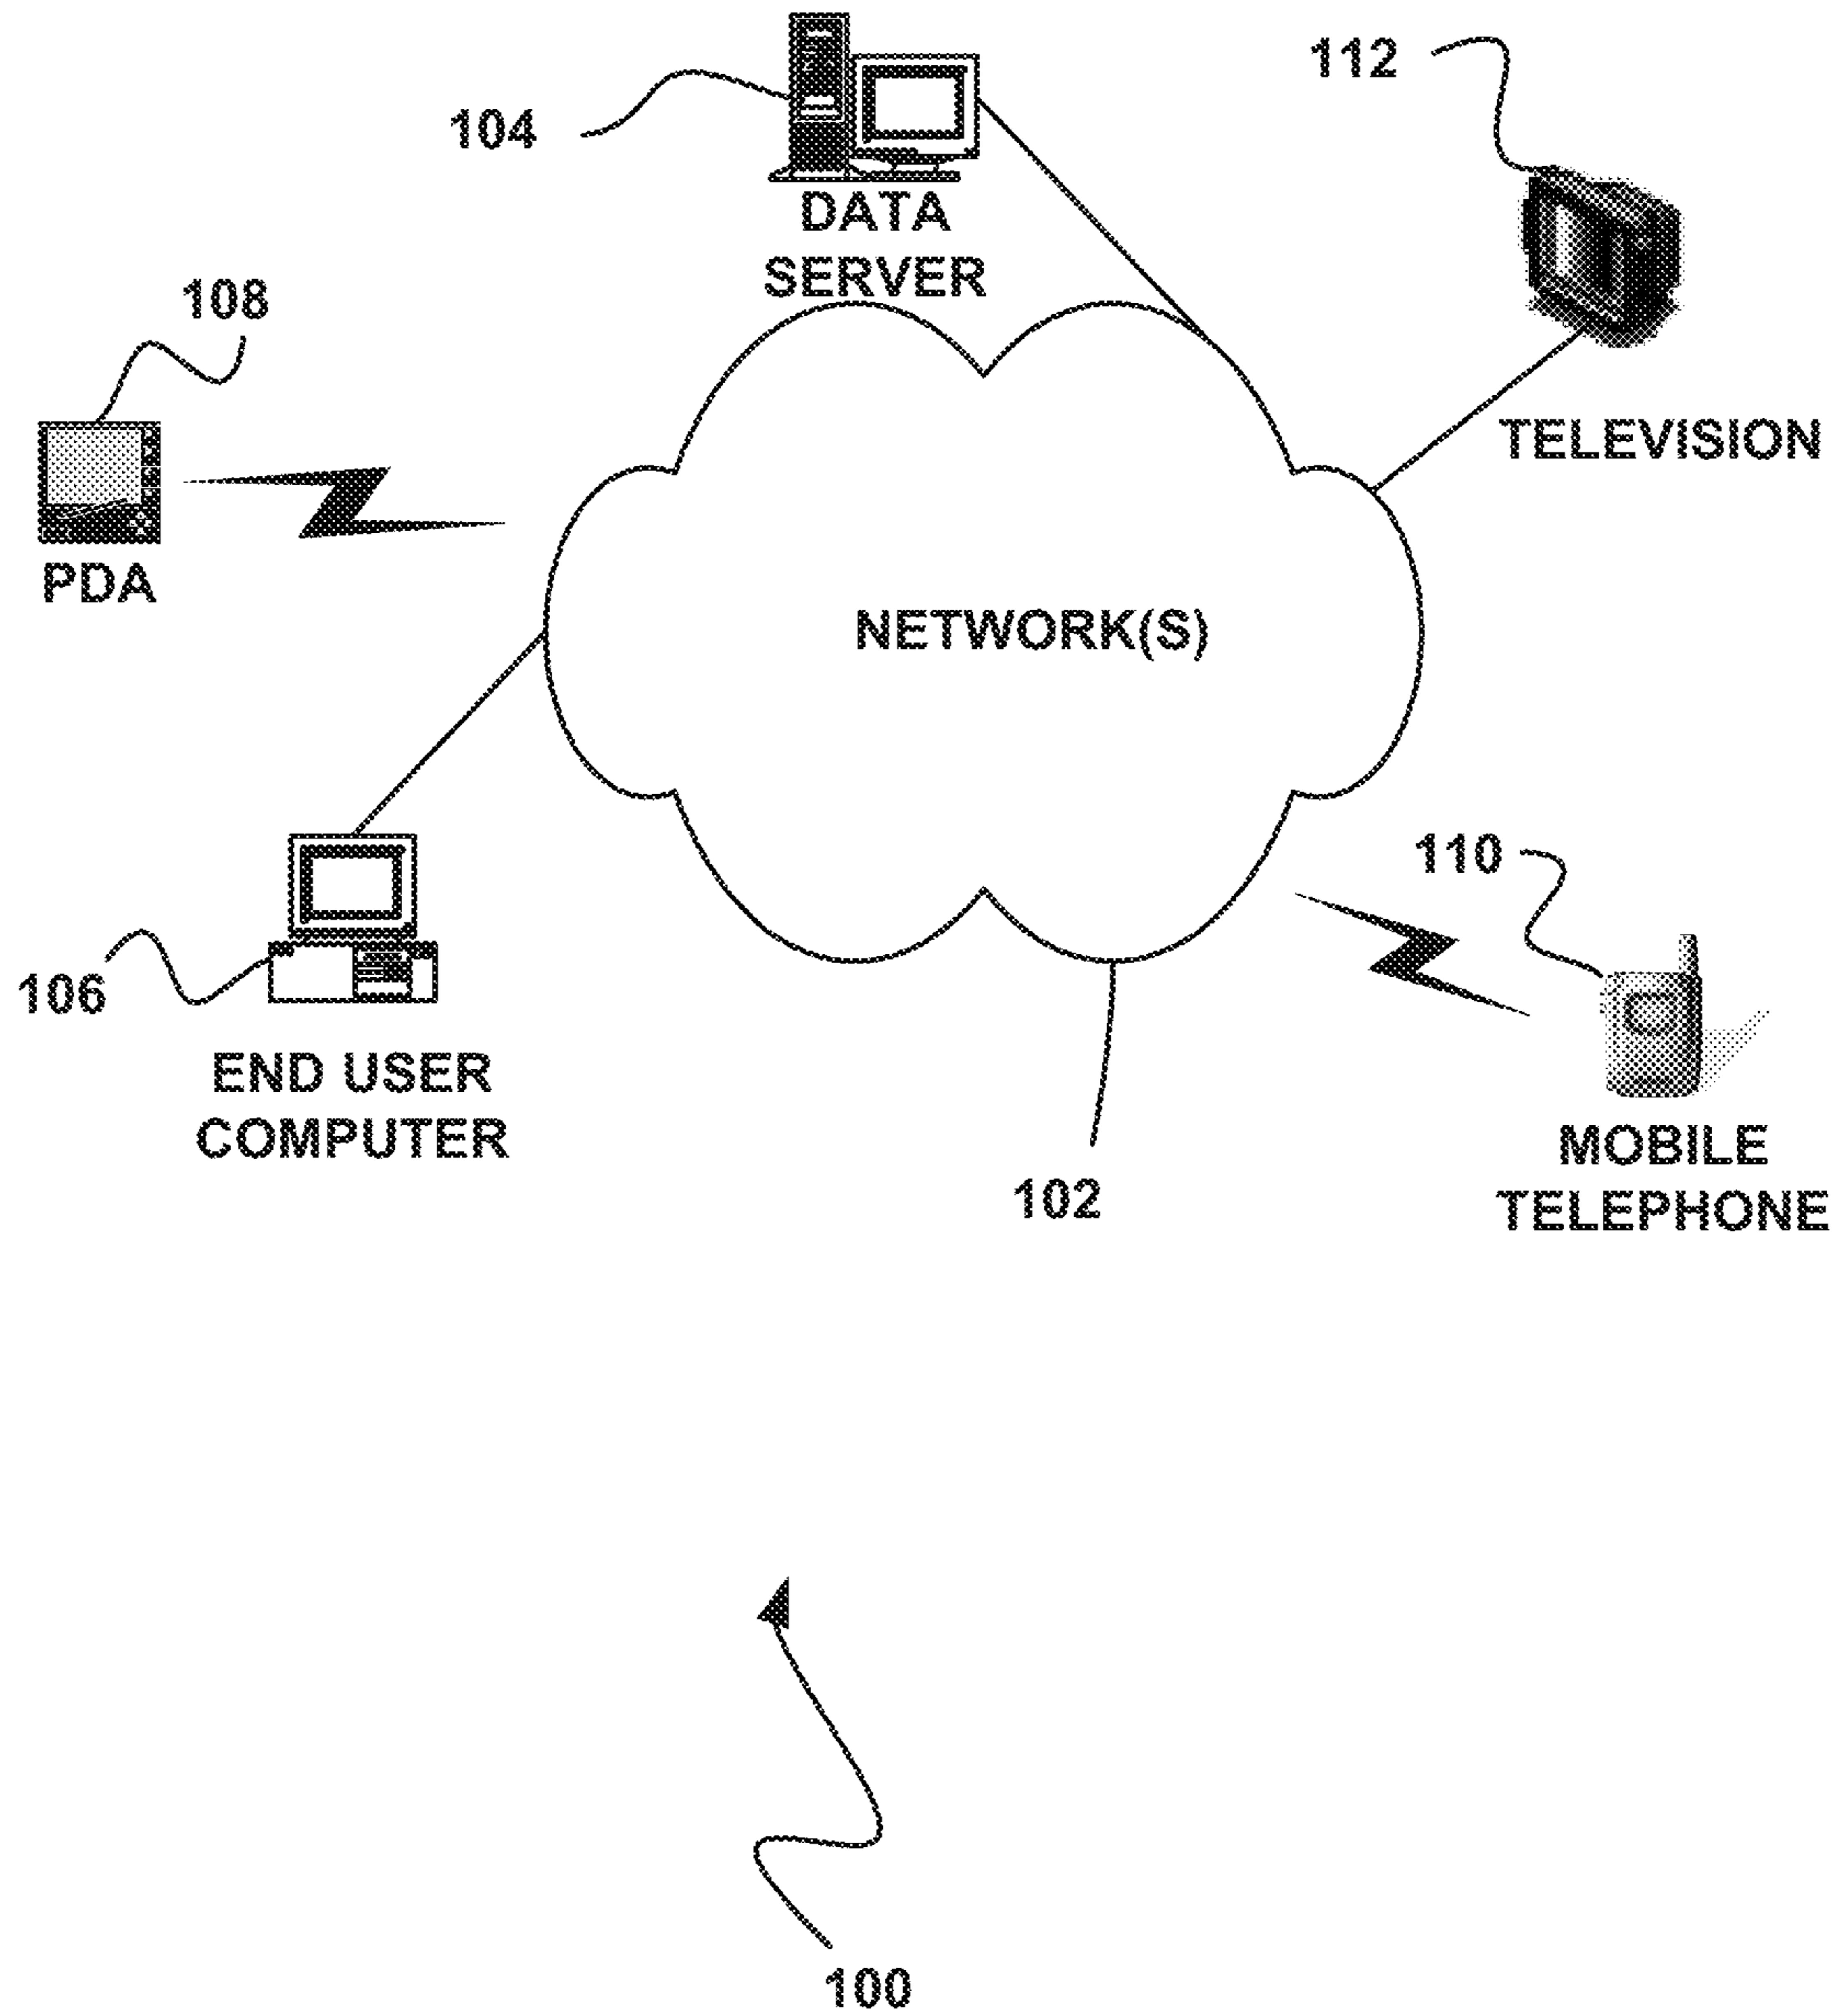 112
104
DATA
SERVER
108
TELEVISION
PDA
NETWORK(S)
110
106
END USER
COMPUTER
MOBILE
TELEPHONE
102
100